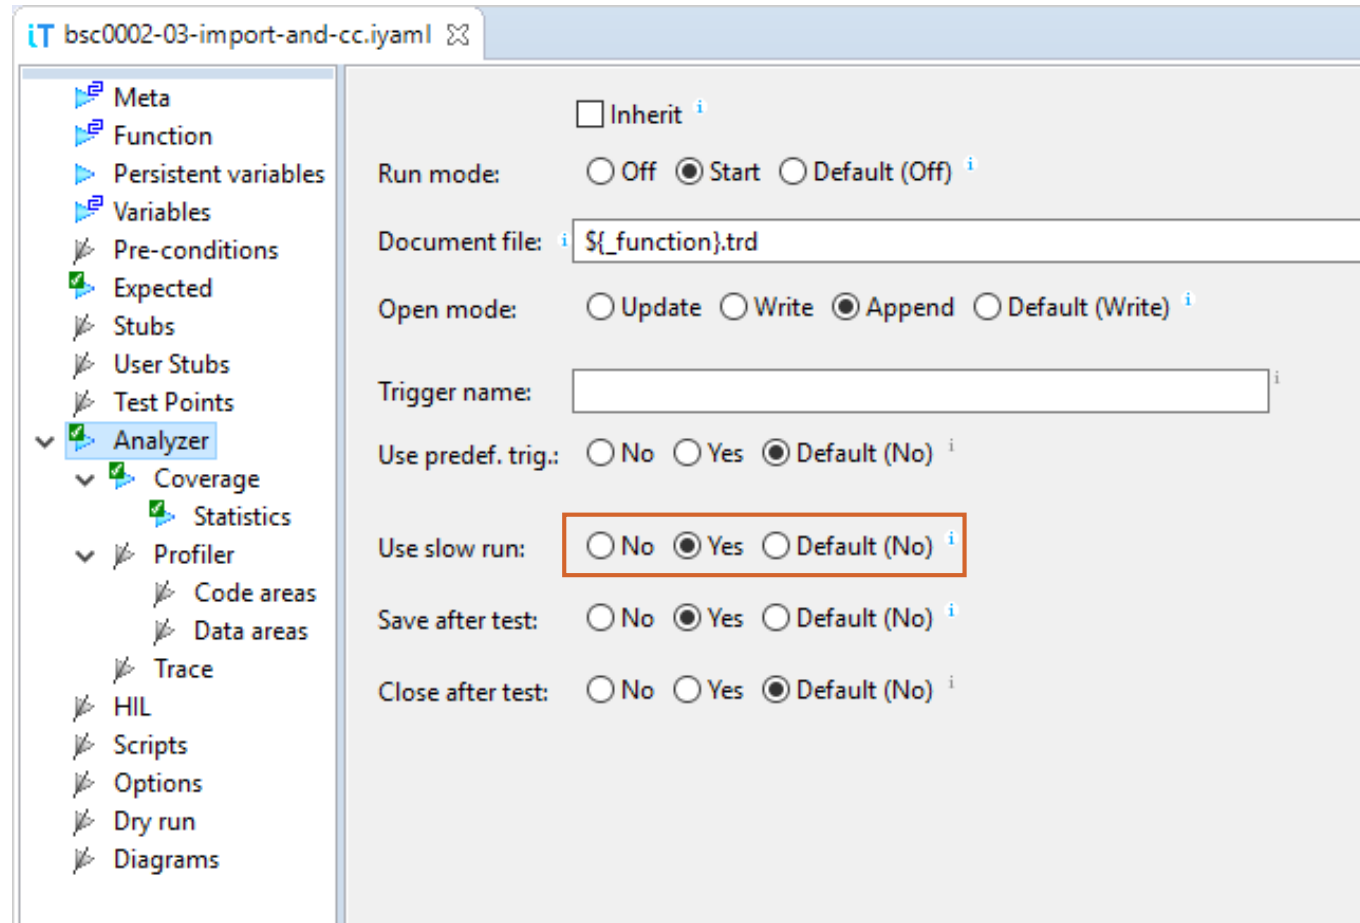 iT bsc0002-03-import-and-cc.iyaml
Meta
Function
Persistent variables
Variables
Pre-conditions
Expected
Stubs
User Stubs
Test Points
Analyzer
Coverage
Statistics
Profiler
Code areas
Data areas
Trace
HIL
Scripts
Options
Dry run
Diagrams
Inherit i
Run mode: Off Start Default (Off) i
Document file: i ${_function}.trd
Open mode: Update Write Append Default (Write) i
Trigger name: i
Use predef. trig.: No Yes Default (No) i
Use slow run: No Yes Default (No) i
Save after test: No Yes Default (No) i
Close after test: No Yes Default (No) i